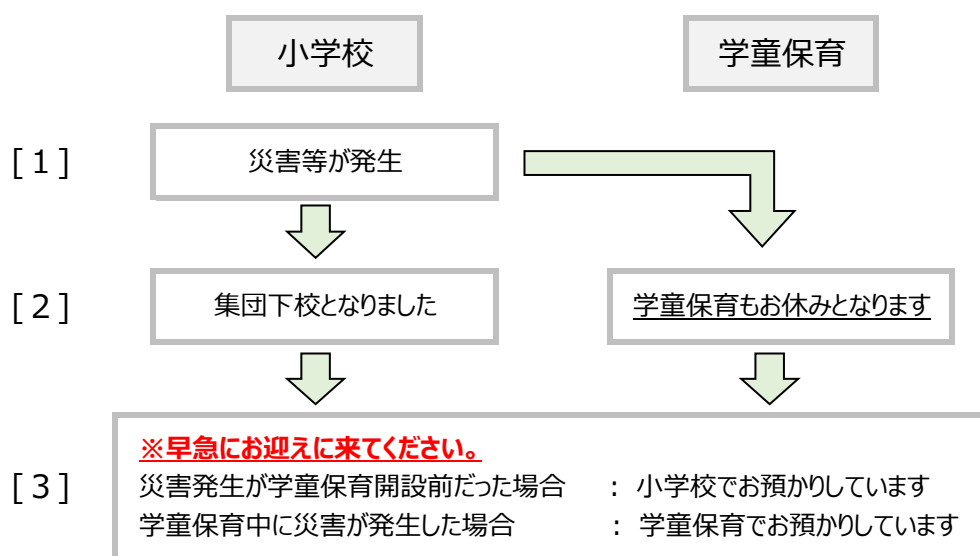 小学校
学童保育
[1]
災害等が発生
[2]
集団下校となりました
学童保育もお休みとなります
[3]
※早急にお迎えに来てください。
災害発生が学童保育開設前だった場合 : 小学校でお預かりしています
学童保育中に災害が発生した場合 : 学童保育でお預かりしています